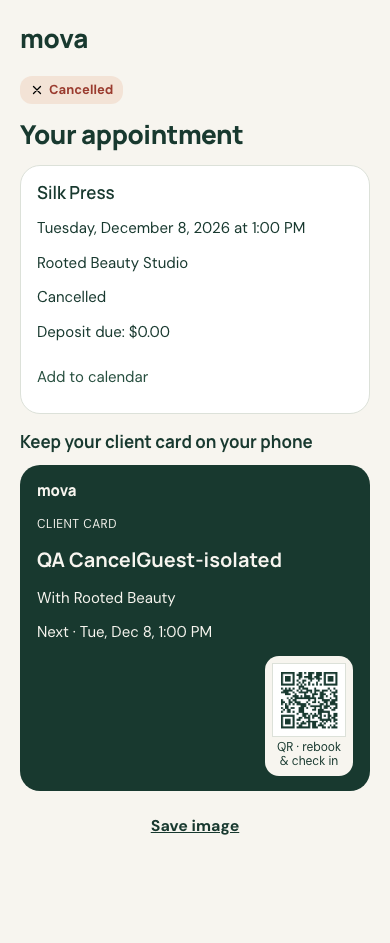 mova
Cancelled
Your appointment
Silk Press
Tuesday, December 8, 2026 at 1:00 PM
Rooted Beauty Studio
Cancelled
Deposit due: $0.00
Add to calendar
Keep your client card on your phone
mova
CLIENT CARD
QA CancelGuest-isolated
With Rooted Beauty
Next · Tue, Dec 8, 1:00 PM
QR · rebook
& check in
Save image